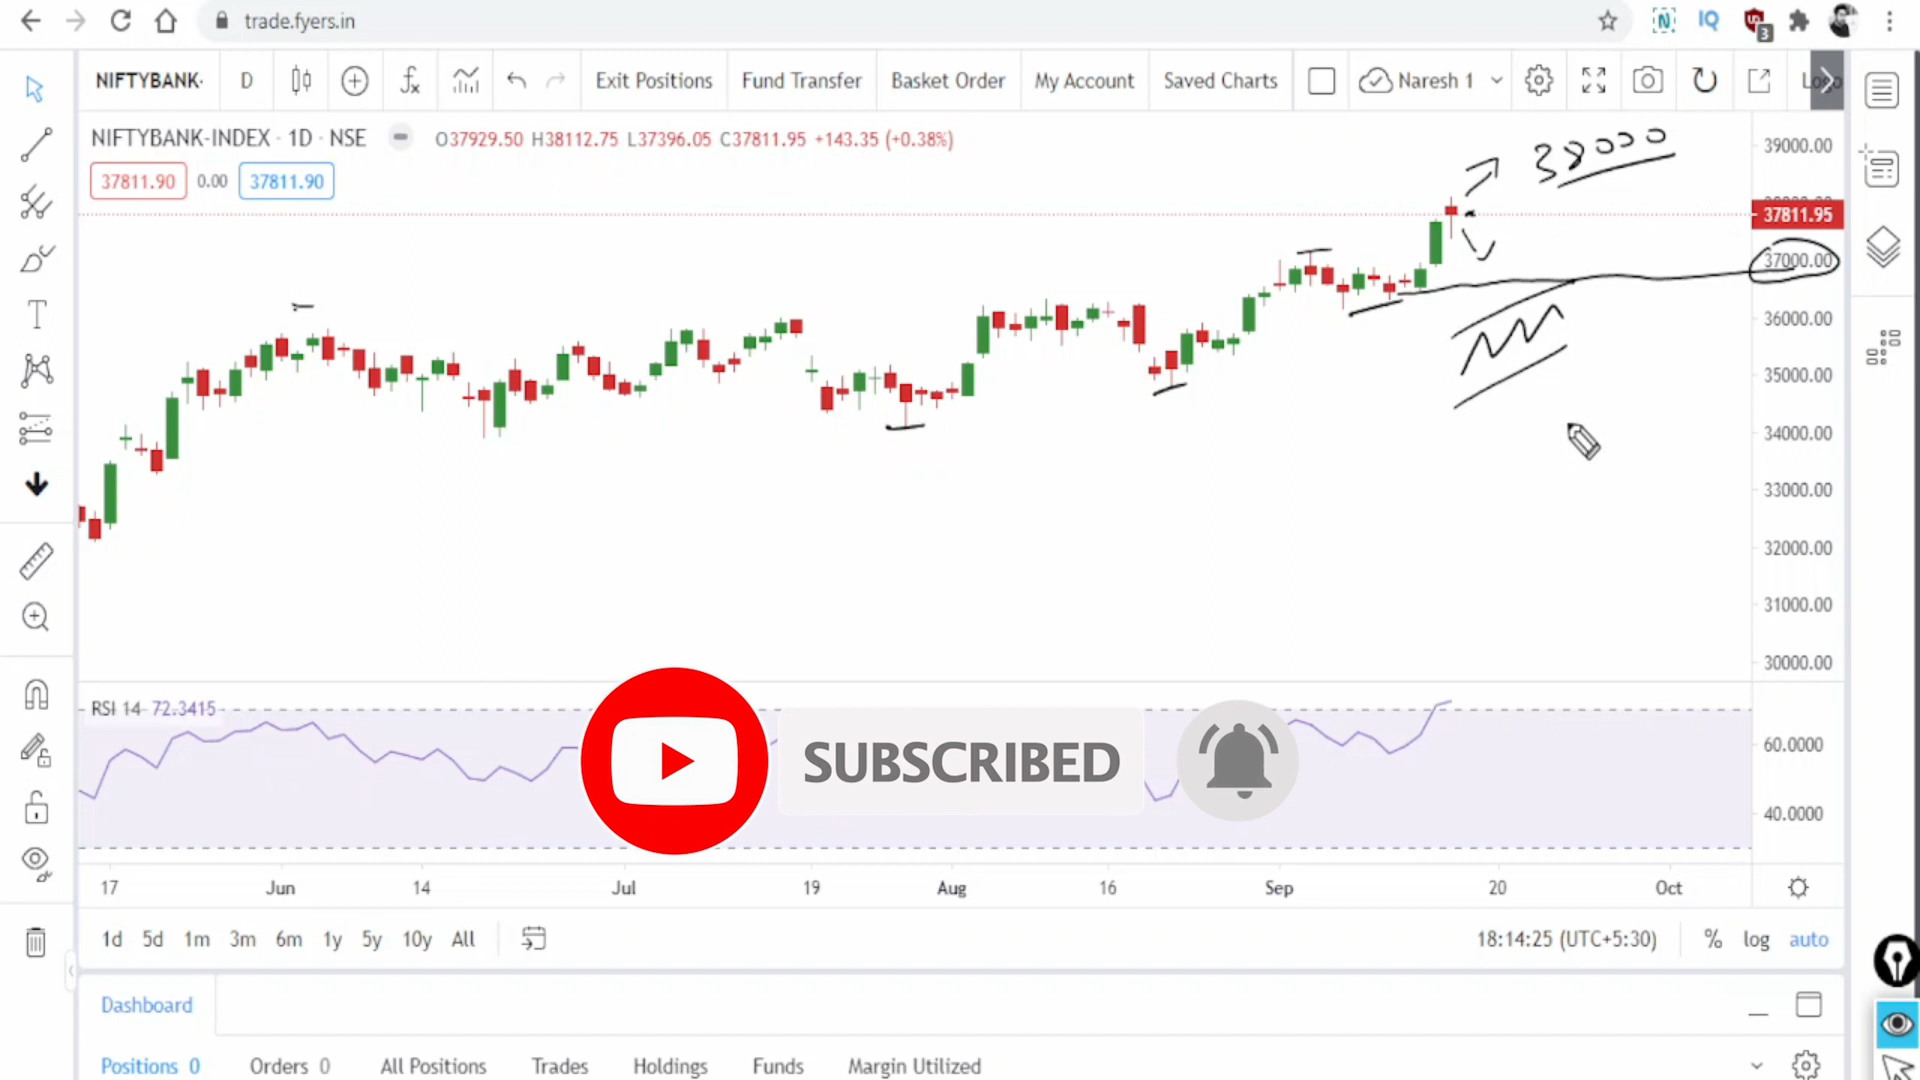 trade.fyers.in
3
NIFTYBANK· D Exit Positions Fund Transfer Basket Order My Account Saved Charts Naresh 1
NIFTYBANK-INDEX · 1D · NSE O37929.50 H38112.75 L37396.05 C37811.95 +143.35 (+0.38%)
37811.90 0.00 37811.90
38000
39000.00
37811.95
37000.00
36000.00
35000.00
34000.00
33000.00
32000.00
31000.00
30000.00
RSI 14 72.3415
60.0000
40.0000
SUBSCRIBED
17 Jun 14 Jul 19 Aug 16 Sep 20 Oct
1d 5d 1m 3m 6m 1y 5y 10y All 18:14:25 (UTC+5:30) % log auto
Dashboard
Positions 0 Orders 0 All Positions Trades Holdings Funds Margin Utilized